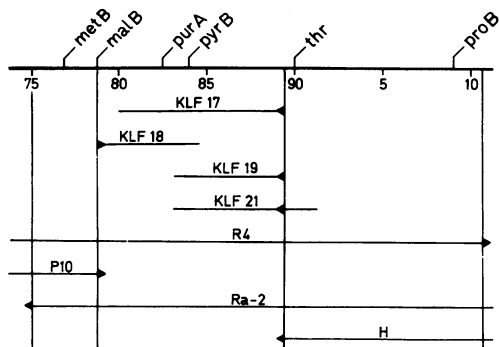 metB malB purA pyrB thr proB
75 80 85 90 5 10
KLF 17
KLF 18
KLF 19
KLF 21
R4
P10
Ra-2
H